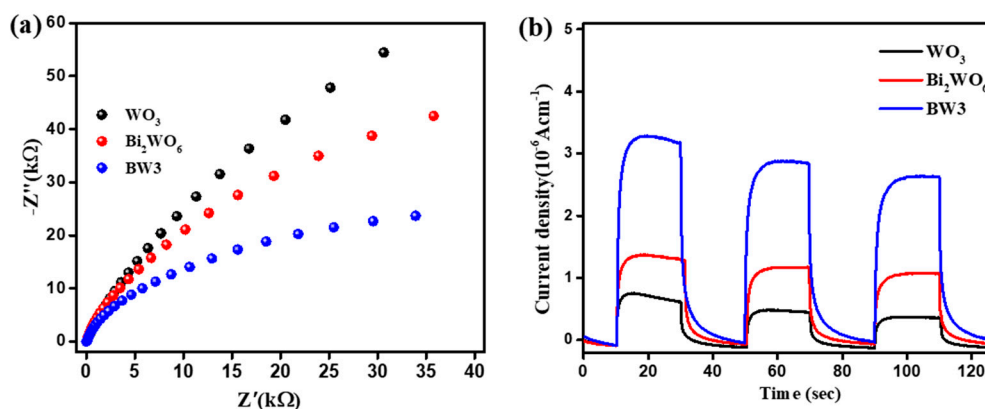 (a)
60
50
40
30
20
10
0
-Z''(kΩ)
WO₃
Bi₂WO₆
BW3
0 5 10 15 20 25 30 35 40
Z'(kΩ)
(b)
5
4
3
2
1
0
Current density(10⁻⁶Acm⁻¹)
WO₃
Bi₂WO₆
BW3
0 20 40 60 80 100 120
Time (sec)